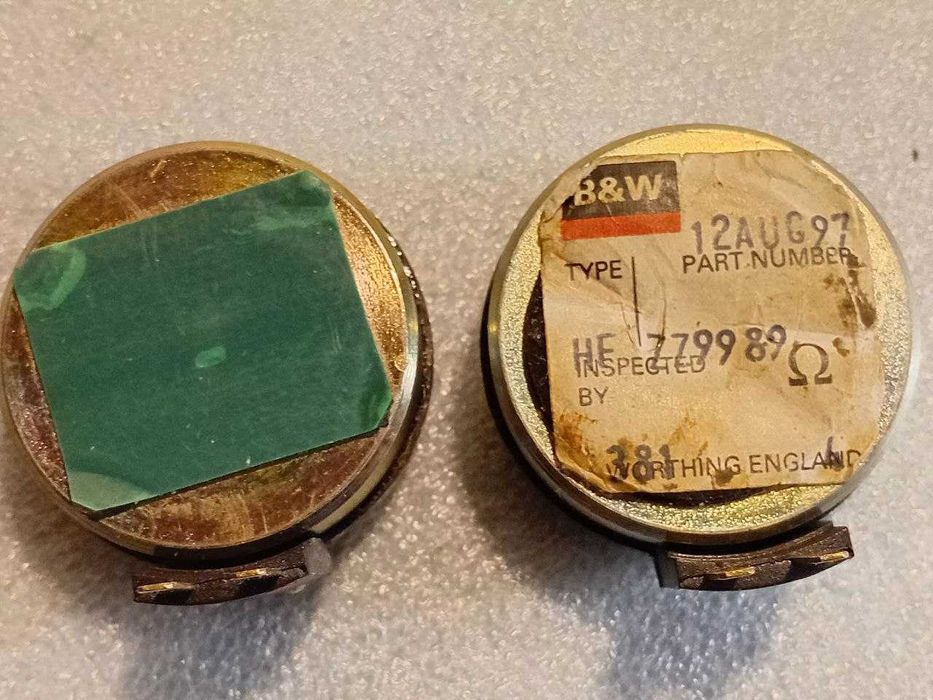 B&W
12AUG97
TYPE PART NUMBER
HF 779989 Ω
INSPECTED
BY
381
WORTHING ENGLAND